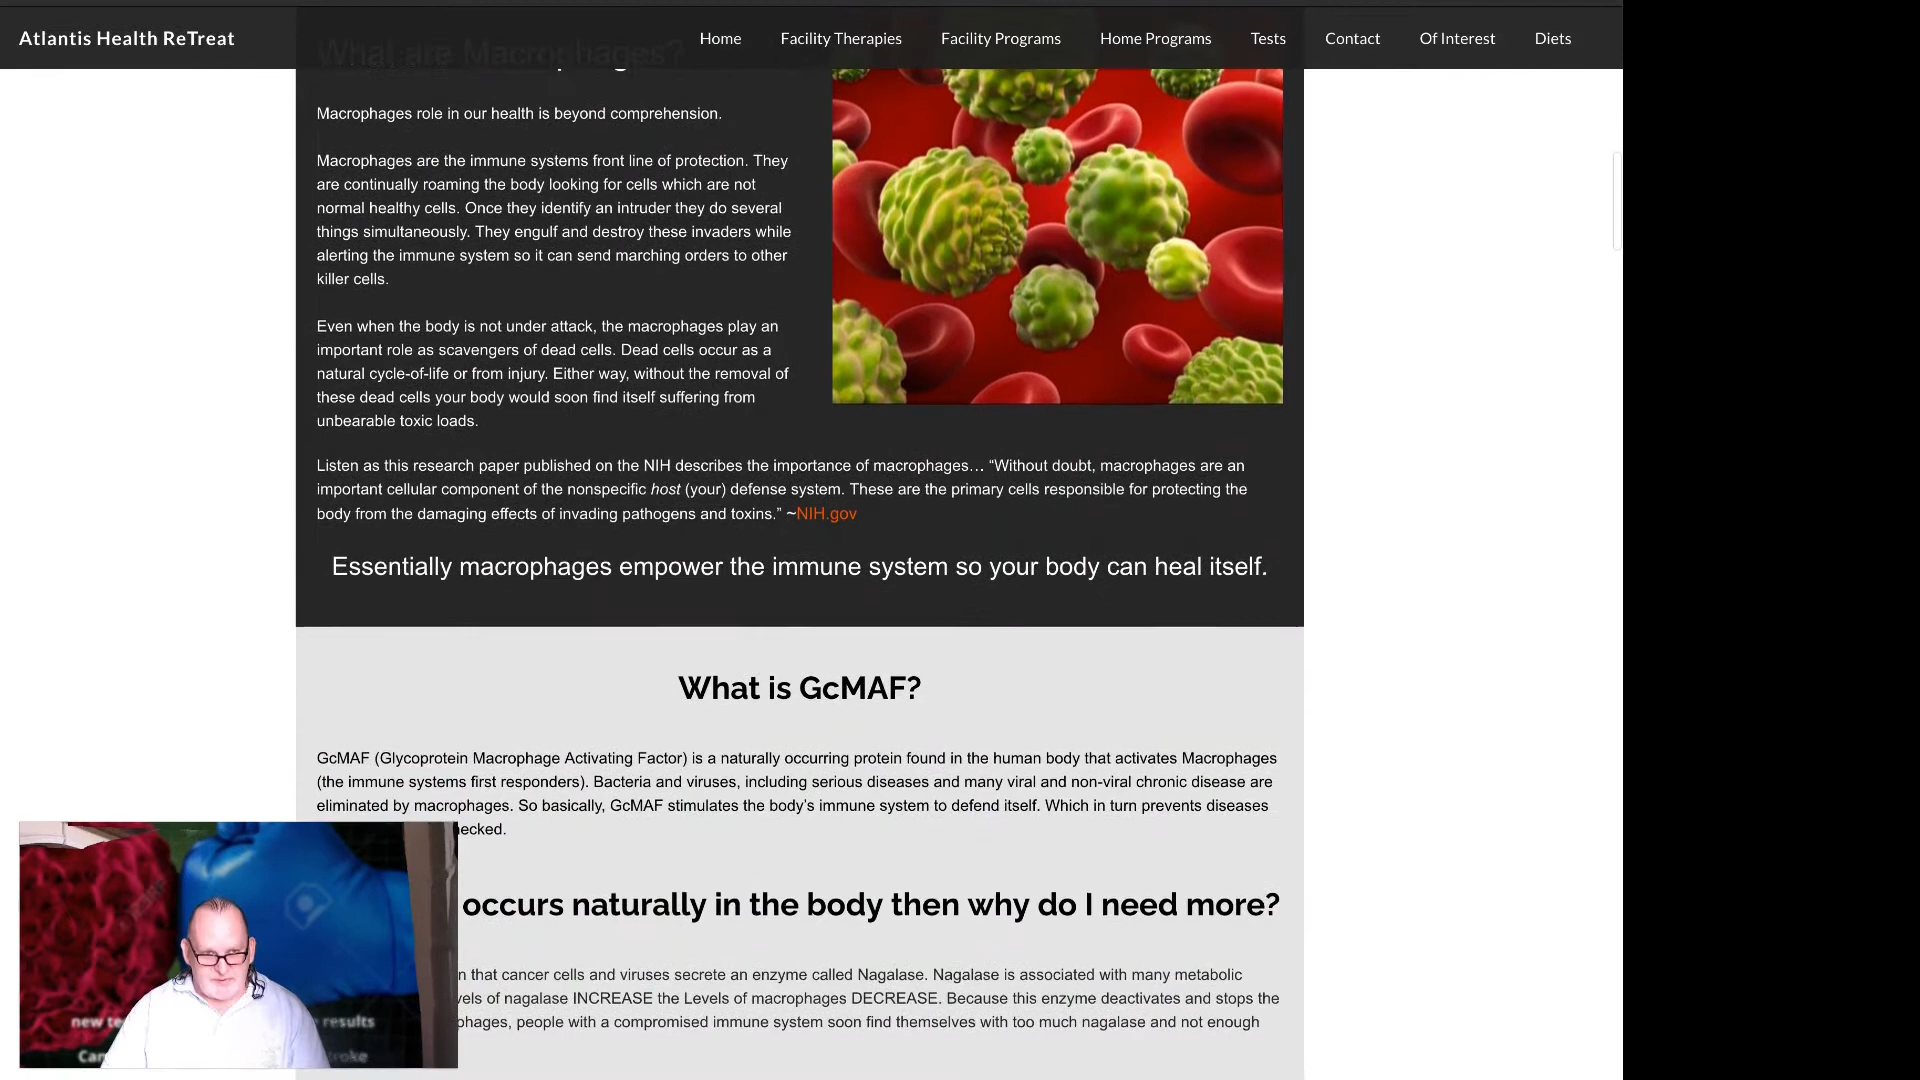 Atlantis Health ReTreat
Home
Facility Therapies
Facility Programs
Home Programs
Tests
Contact
Of Interest
Diets
What are Macrophages?
Macrophages role in our health is beyond comprehension.
Macrophages are the immune systems front line of protection. They
are continually roaming the body looking for cells which are not
normal healthy cells. Once they identify an intruder they do several
things simultaneously. They engulf and destroy these invaders while
alerting the immune system so it can send marching orders to other
killer cells.
Even when the body is not under attack, the macrophages play an
important role as scavengers of dead cells. Dead cells occur as a
natural cycle-of-life or from injury. Either way, without the removal of
these dead cells your body would soon find itself suffering from
unbearable toxic loads.
Listen as this research paper published on the NIH describes the importance of macrophages… “Without doubt, macrophages are an
important cellular component of the nonspecific host (your) defense system. These are the primary cells responsible for protecting the
body from the damaging effects of invading pathogens and toxins.” ~NIH.gov
Essentially macrophages empower the immune system so your body can heal itself.
What is GcMAF?
GcMAF (Glycoprotein Macrophage Activating Factor) is a naturally occurring protein found in the human body that activates Macrophages
(the immune systems first responders). Bacteria and viruses, including serious diseases and many viral and non-viral chronic disease are
eliminated by macrophages. So basically, GcMAF stimulates the body’s immune system to defend itself. Which in turn prevents diseases
hecked.
occurs naturally in the body then why do I need more?
n that cancer cells and viruses secrete an enzyme called Nagalase. Nagalase is associated with many metabolic
vels of nagalase INCREASE the Levels of macrophages DECREASE. Because this enzyme deactivates and stops the
phages, people with a compromised immune system soon find themselves with too much nagalase and not enough
new te
results
Can
troke